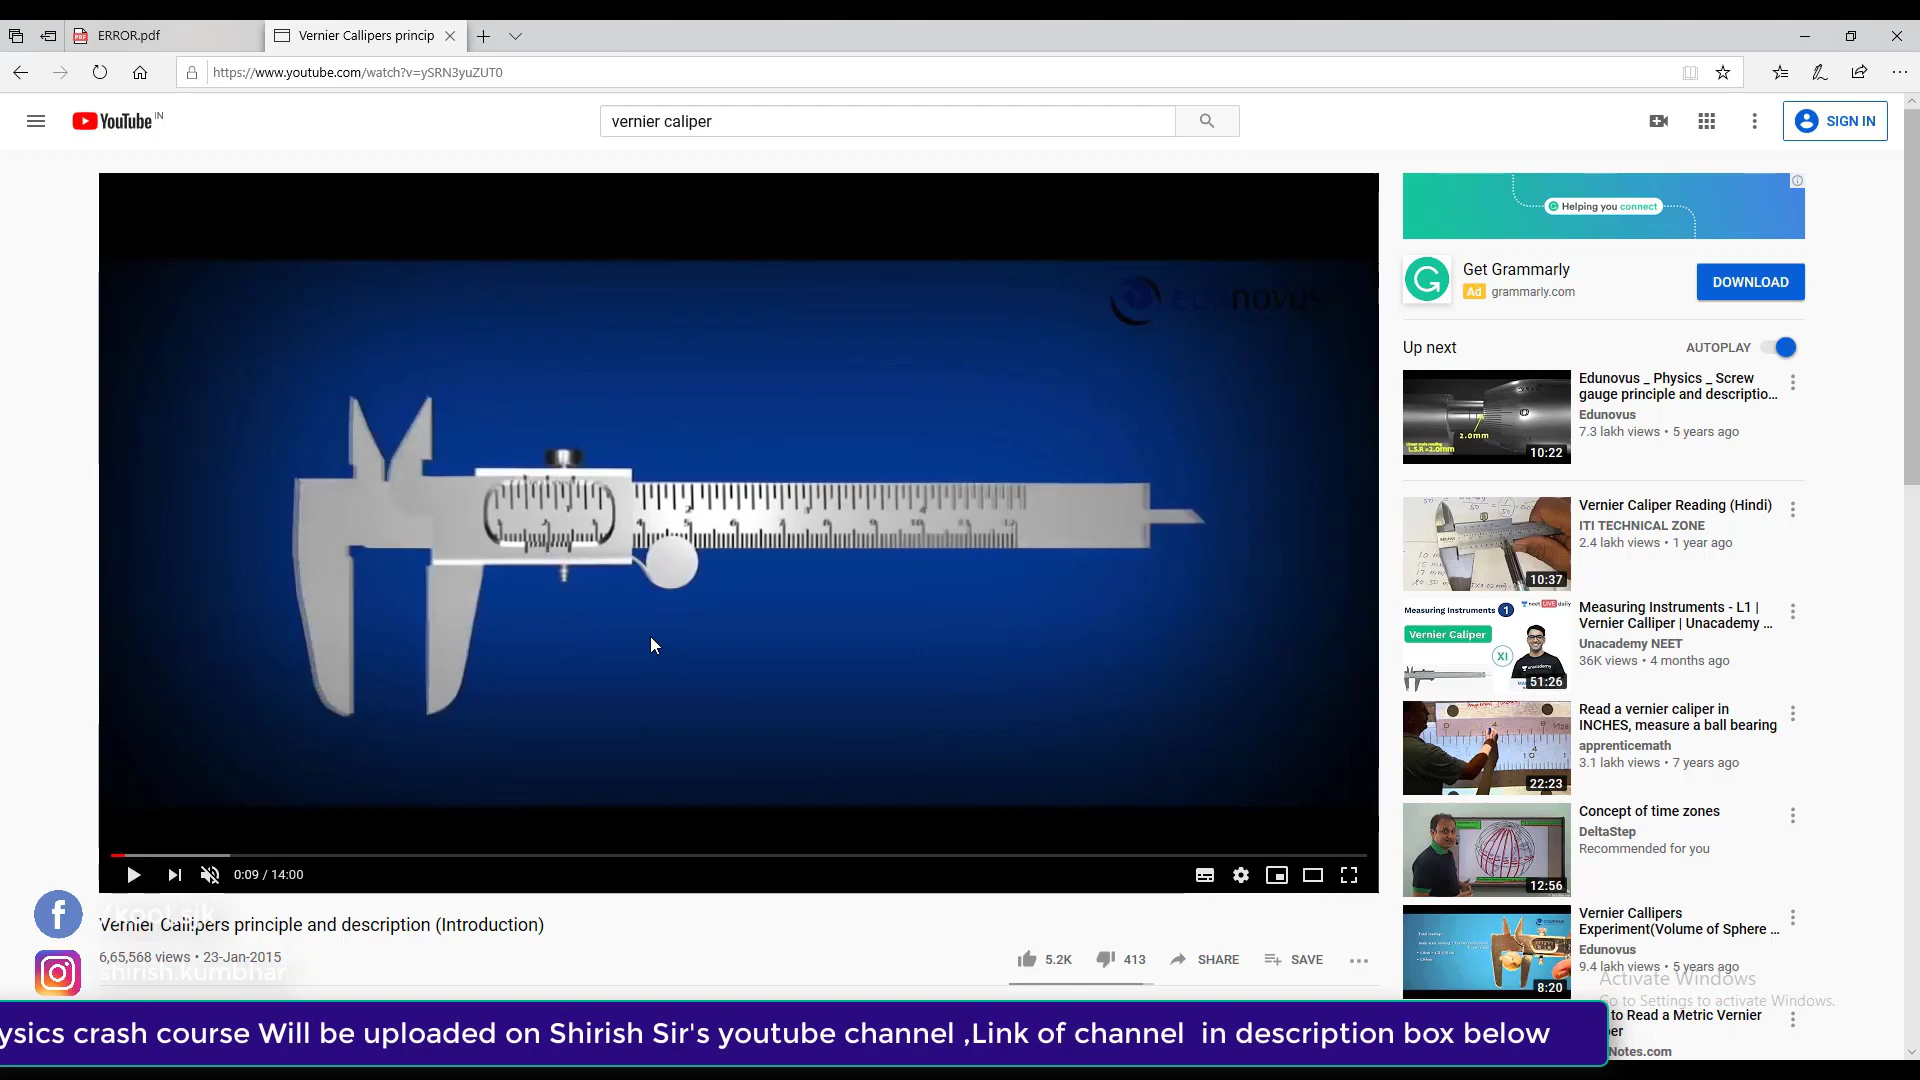 ERROR.pdf
Vernier Callipers princip
https://www.youtube.com/watch?v=ySRN3yuZUT0
YouTube IN
vernier caliper
SIGN IN
edunovus
Helping you connect
Get Grammarly
Ad grammarly.com
DOWNLOAD
Up next
AUTOPLAY
Edunovus _ Physics _ Screw
gauge principle and descriptio...
Edunovus
7.3 lakh views • 5 years ago
2.0mm
L.S.R = 2.0mm
10:22
Vernier Caliper Reading (Hindi)
ITI TECHNICAL ZONE
2.4 lakh views • 1 year ago
10:37
Measuring Instruments 1
Vernier Caliper
XI
unacademy
51:26
Measuring Instruments - L1 |
Vernier Calliper | Unacademy ...
Unacademy NEET
36K views • 4 months ago
Read a vernier caliper in
INCHES, measure a ball bearing
apprenticemath
3.1 lakh views • 7 years ago
22:23
Concept of time zones
DeltaStep
Recommended for you
12:56
Vernier Callipers
Experiment(Volume of Sphere ...
Edunovus
9.4 lakh views • 5 years ago
8:20
0:09 / 14:00
Vernier Callipers principle and description (Introduction)
6,65,568 views • 23-Jan-2015
5.2K
413
SHARE
SAVE
shirish.kumbhar
Activate Windows
Go to Settings to activate Windows.
to Read a Metric Vernier
per
Notes.com
ysics crash course Will be uploaded on Shirish Sir's youtube channel ,Link of channel in description box below